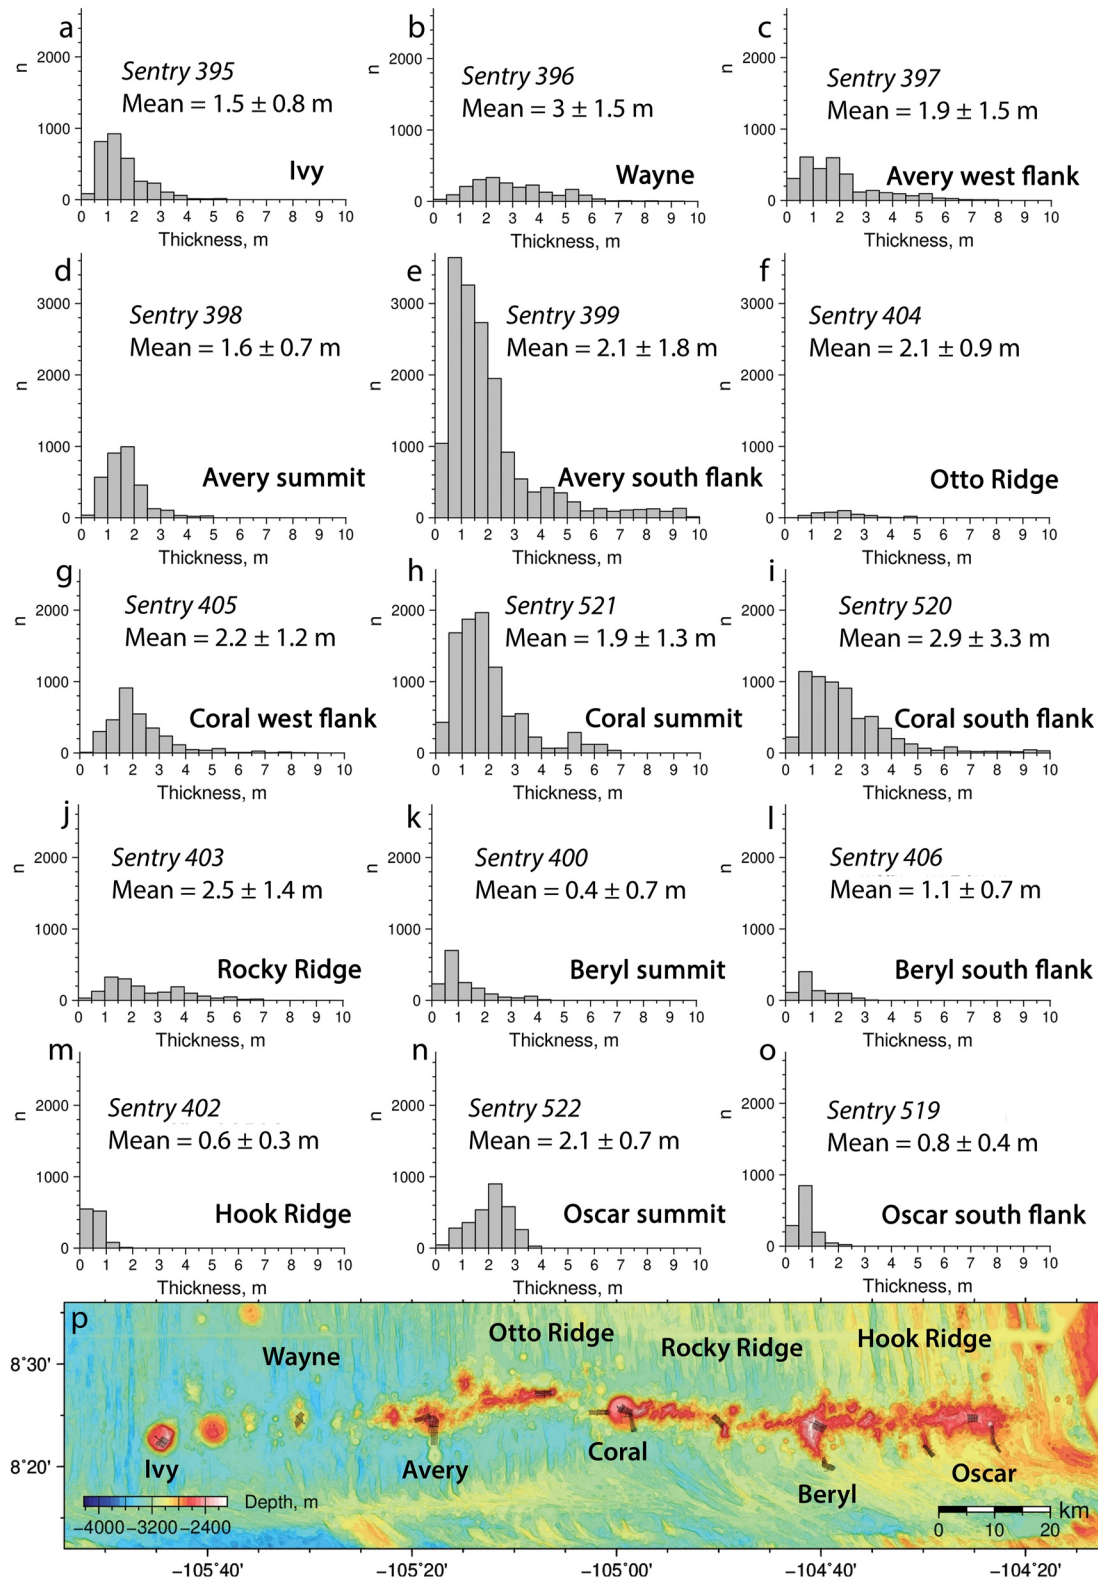 a
n
2000
1000
0
Sentry 395
Mean = 1.5 ± 0.8 m
Ivy
0 1 2 3 4 5 6 7 8 9 10
Thickness, m
b
n
2000
1000
0
Sentry 396
Mean = 3 ± 1.5 m
Wayne
0 1 2 3 4 5 6 7 8 9 10
Thickness, m
c
n
2000
1000
0
Sentry 397
Mean = 1.9 ± 1.5 m
Avery west flank
0 1 2 3 4 5 6 7 8 9 10
Thickness, m
d
n
3000
2000
1000
0
Sentry 398
Mean = 1.6 ± 0.7 m
Avery summit
0 1 2 3 4 5 6 7 8 9 10
Thickness, m
e
n
3000
2000
1000
0
Sentry 399
Mean = 2.1 ± 1.8 m
Avery south flank
0 1 2 3 4 5 6 7 8 9 10
Thickness, m
f
n
3000
2000
1000
0
Sentry 404
Mean = 2.1 ± 0.9 m
Otto Ridge
0 1 2 3 4 5 6 7 8 9 10
Thickness, m
g
n
2000
1000
0
Sentry 405
Mean = 2.2 ± 1.2 m
Coral west flank
0 1 2 3 4 5 6 7 8 9 10
Thickness, m
h
n
2000
1000
0
Sentry 521
Mean = 1.9 ± 1.3 m
Coral summit
0 1 2 3 4 5 6 7 8 9 10
Thickness, m
i
n
2000
1000
0
Sentry 520
Mean = 2.9 ± 3.3 m
Coral south flank
0 1 2 3 4 5 6 7 8 9 10
Thickness, m
j
n
2000
1000
0
Sentry 403
Mean = 2.5 ± 1.4 m
Rocky Ridge
0 1 2 3 4 5 6 7 8 9 10
Thickness, m
k
n
2000
1000
0
Sentry 400
Mean = 0.4 ± 0.7 m
Beryl summit
0 1 2 3 4 5 6 7 8 9 10
Thickness, m
l
n
2000
1000
0
Sentry 406
Mean = 1.1 ± 0.7 m
Beryl south flank
0 1 2 3 4 5 6 7 8 9 10
Thickness, m
m
n
2000
1000
0
Sentry 402
Mean = 0.6 ± 0.3 m
Hook Ridge
0 1 2 3 4 5 6 7 8 9 10
Thickness, m
n
n
2000
1000
0
Sentry 522
Mean = 2.1 ± 0.7 m
Oscar summit
0 1 2 3 4 5 6 7 8 9 10
Thickness, m
o
n
2000
1000
0
Sentry 519
Mean = 0.8 ± 0.4 m
Oscar south flank
0 1 2 3 4 5 6 7 8 9 10
Thickness, m
p
Otto Ridge
Hook Ridge
Wayne
Rocky Ridge
8°30'
Coral
8°20'
Ivy
Avery
Oscar
Beryl
Depth, m
−4000 −3200 −2400
km
0 10 20
−105°40' −105°20' −105°00' −104°40' −104°20'